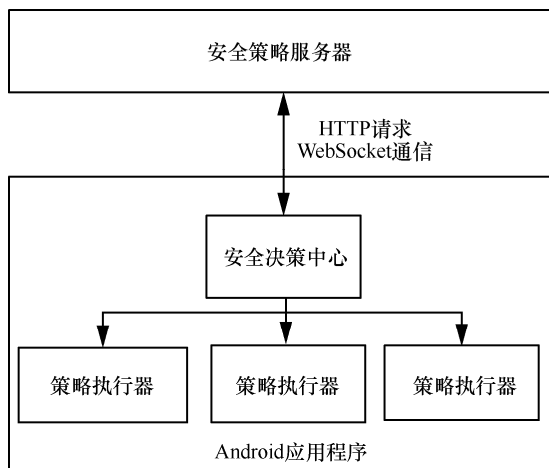 安全策略服务器
HTTP请求
WebSocket通信
安全决策中心
策略执行器
策略执行器
策略执行器
Android应用程序